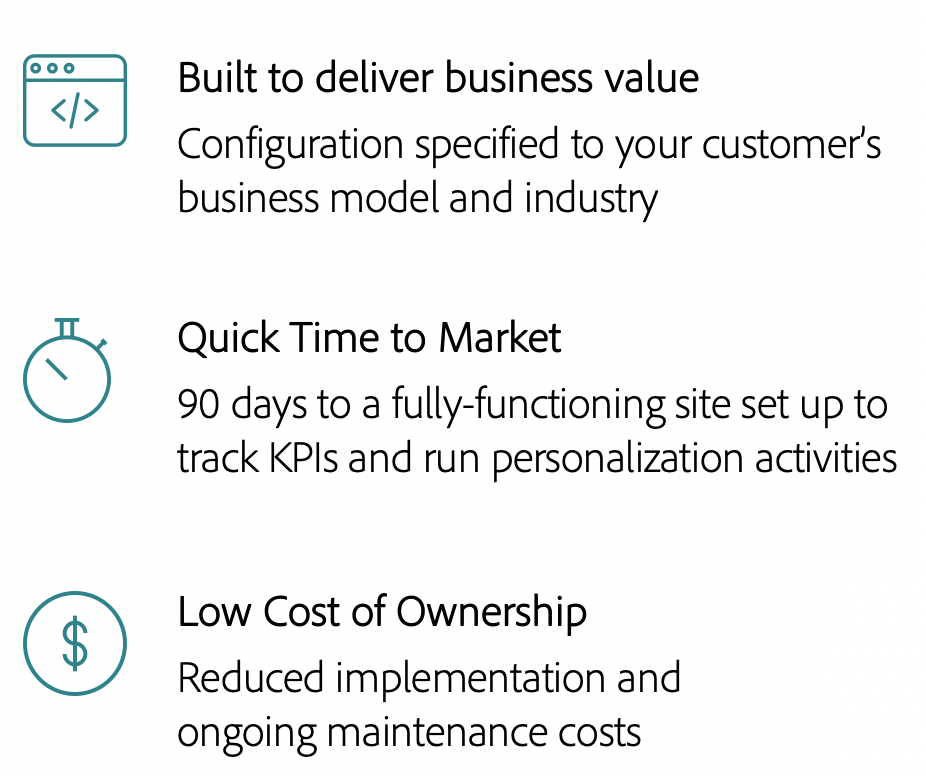 </>
Built to deliver business value
Configuration specified to your customer's
business model and industry
Quick Time to Market
90 days to a fully-functioning site set up to
track KPIs and run personalization activities
$
Low Cost of Ownership
Reduced implementation and
ongoing maintenance costs